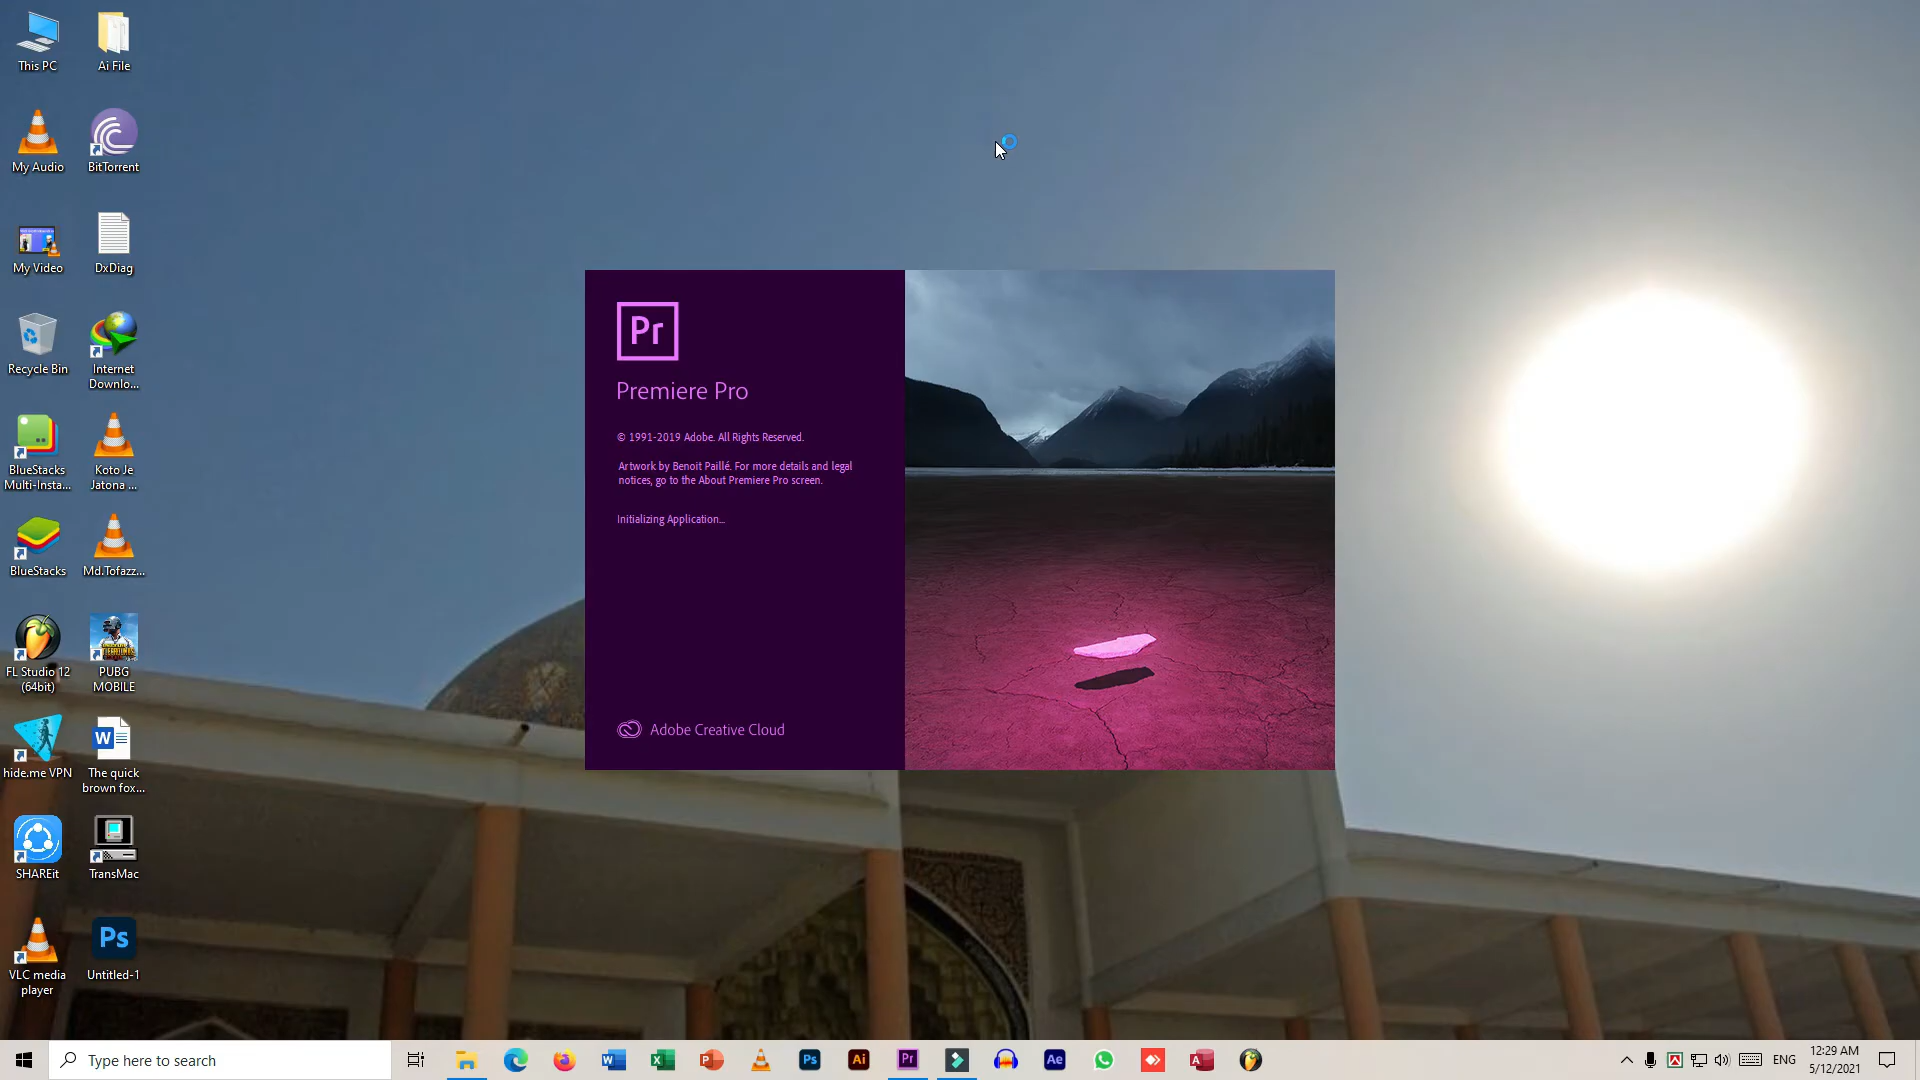 This PC
Ai File
My Audio
BitTorrent
My Video
DxDiag
Recycle Bin
Internet
Downlo...
BlueStacks
Multi-Insta...
Koto Je
Jatona ...
BlueStacks
Md.Tofazz...
FL Studio 12
(64bit)
PUBG
MOBILE
hide.me VPN
W
The quick
brown fox...
SHAREit
TransMac
VLC media
player
Ps
Untitled-1
Pr
Premiere Pro
© 1991-2019 Adobe. All Rights Reserved.
Artwork by Benoit Paillé. For more details and legal
notices, go to the About Premiere Pro screen.
Initializing Application...
Adobe Creative Cloud
Type here to search
W
X
P
Ps
Ai
Pr
Ae
A
ENG
12:29 AM
5/12/2021